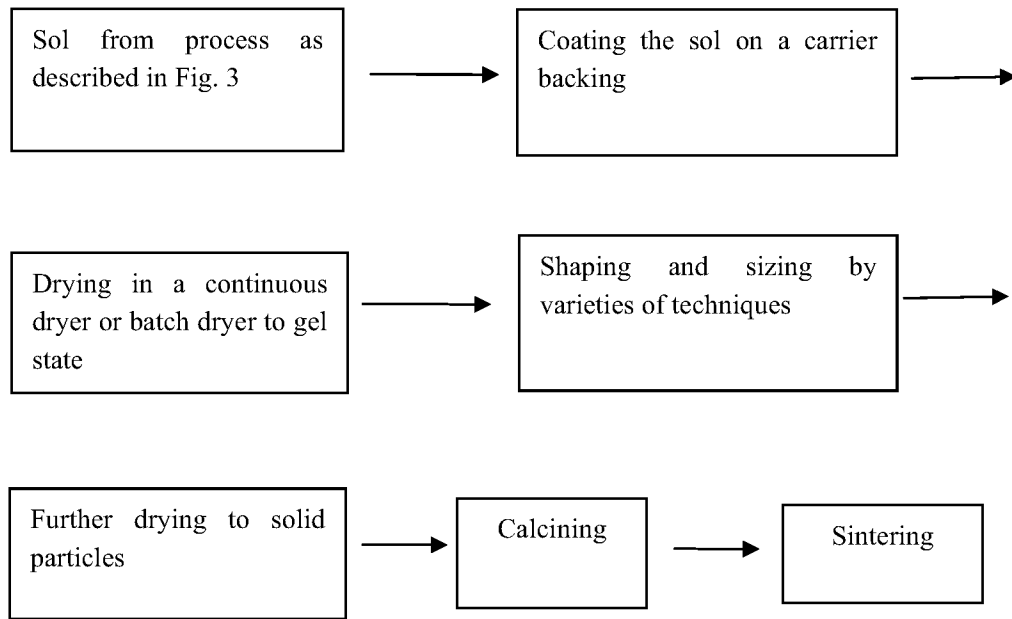 Sol from process as
described in Fig. 3
Coating the sol on a carrier
backing
Drying in a continuous
dryer or batch dryer to gel
state
Shaping and sizing by
varieties of techniques
Further drying to solid
particles
Calcining
Sintering